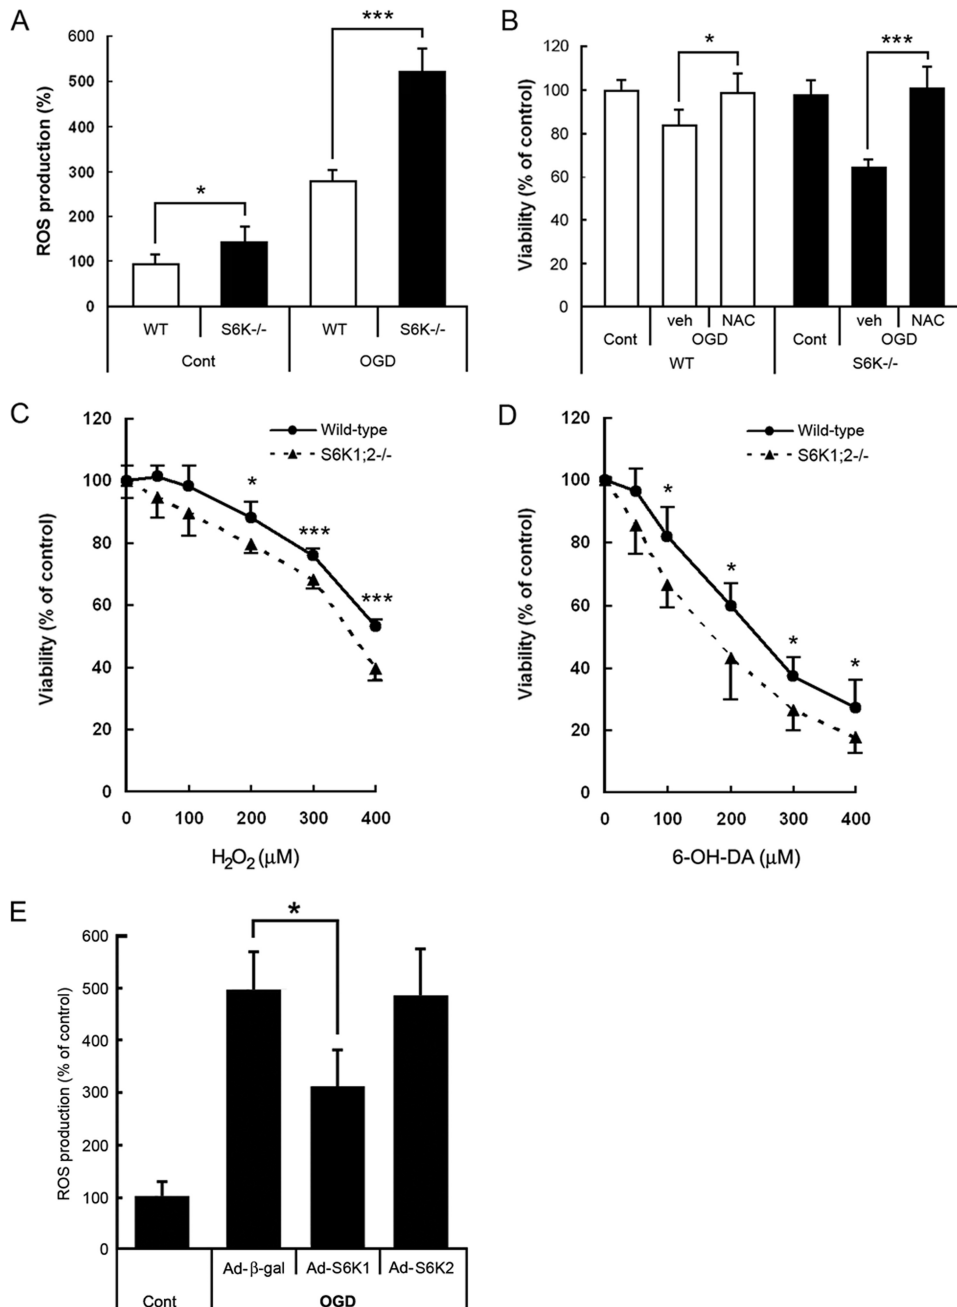 A
ROS production (%)
600
500
400
300
200
100
0
*
***
WT
S6K-/-
WT
S6K-/-
Cont
OGD
B
Viability (% of control)
120
100
80
60
40
20
0
*
***
Cont
veh
NAC
OGD
WT
Cont
veh
NAC
OGD
S6K-/-
C
Viability (% of control)
120
100
80
60
40
20
0
Wild-type
S6K1;2-/-
*
***
***
0
100
200
300
400
H₂O₂ (μM)
D
Viability (% of control)
120
100
80
60
40
20
0
Wild-type
S6K1;2-/-
*
*
*
*
0
100
200
300
400
6-OH-DA (μM)
E
ROS production (% of control)
600
500
400
300
200
100
0
*
Ad-β-gal
Ad-S6K1
Ad-S6K2
Cont
OGD